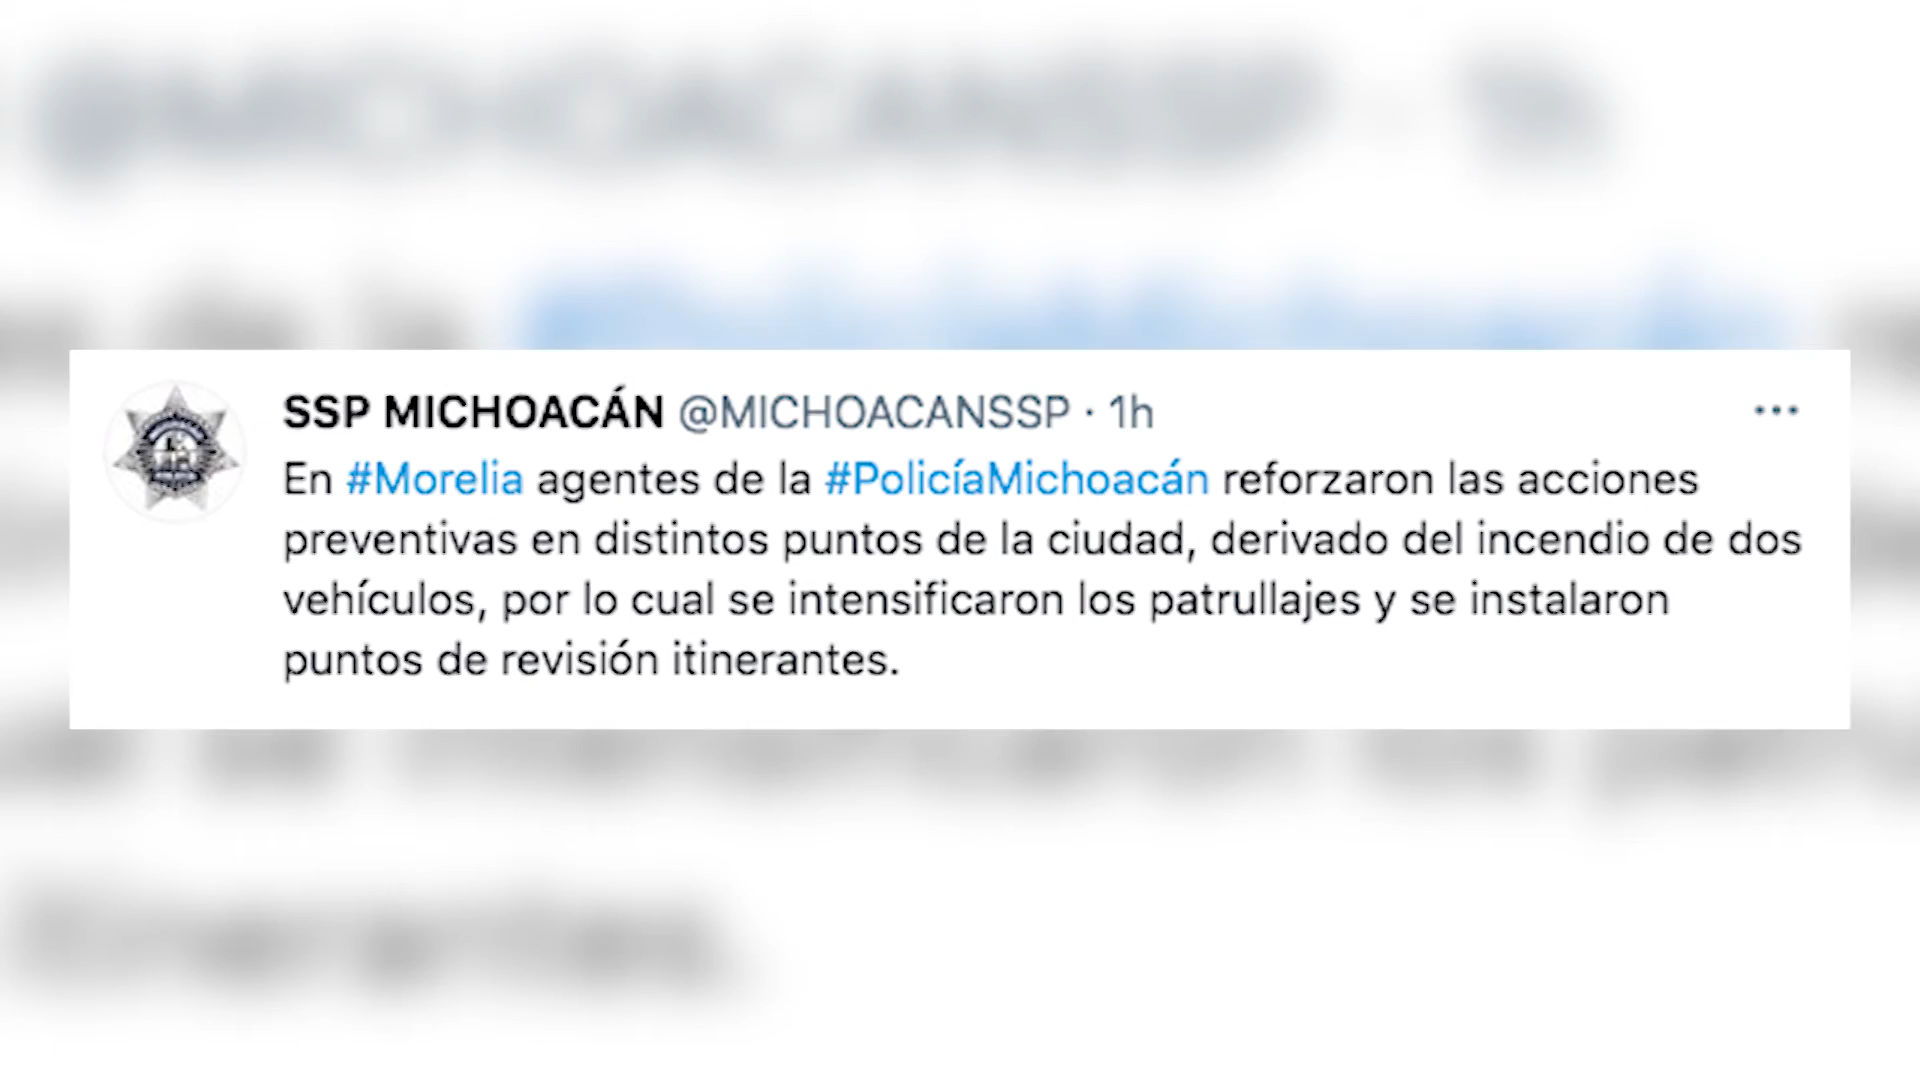 SSP MICHOACÁN @MICHOACANSSP · 1h
En #Morelia agentes de la #PolicíaMichoacán reforzaron las acciones
preventivas en distintos puntos de la ciudad, derivado del incendio de dos
vehículos, por lo cual se intensificaron los patrullajes y se instalaron
puntos de revisión itinerantes.